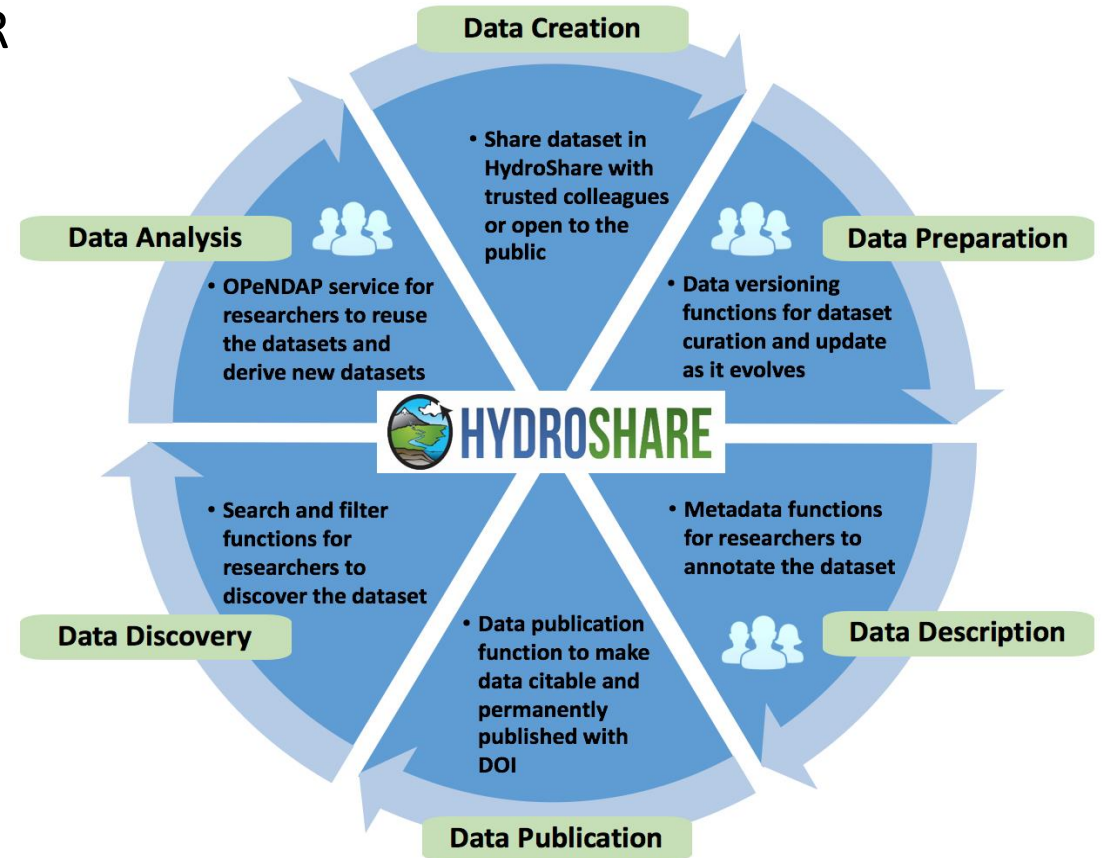 R
Data Creation
• Share dataset in
HydroShare with
trusted colleagues
or open to the
public
Data Preparation
• Data versioning
functions for dataset
curation and update
as it evolves
Data Description
• Metadata functions
for researchers to
annotate the dataset
Data Publication
• Data publication
function to make
data citable and
permanently
published with
DOI
Data Discovery
• Search and filter
functions for
researchers to
discover the dataset
Data Analysis
• OPeNDAP service for
researchers to reuse
the datasets and
derive new datasets
HYDROSHARE